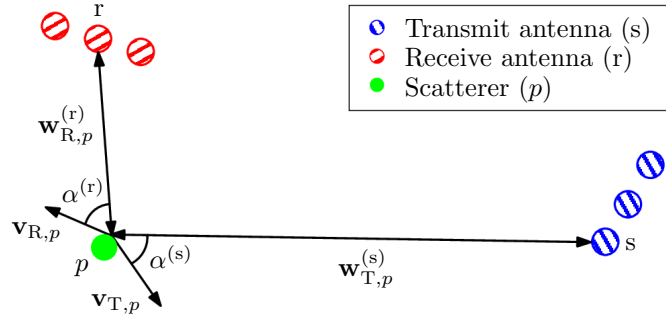 r
Transmit antenna (s)
Receive antenna (r)
Scatterer (p)
w_{R,p}^{(r)}
α^{(r)}
v_{R,p}
p
α^{(s)}
v_{T,p}
w_{T,p}^{(s)}
s